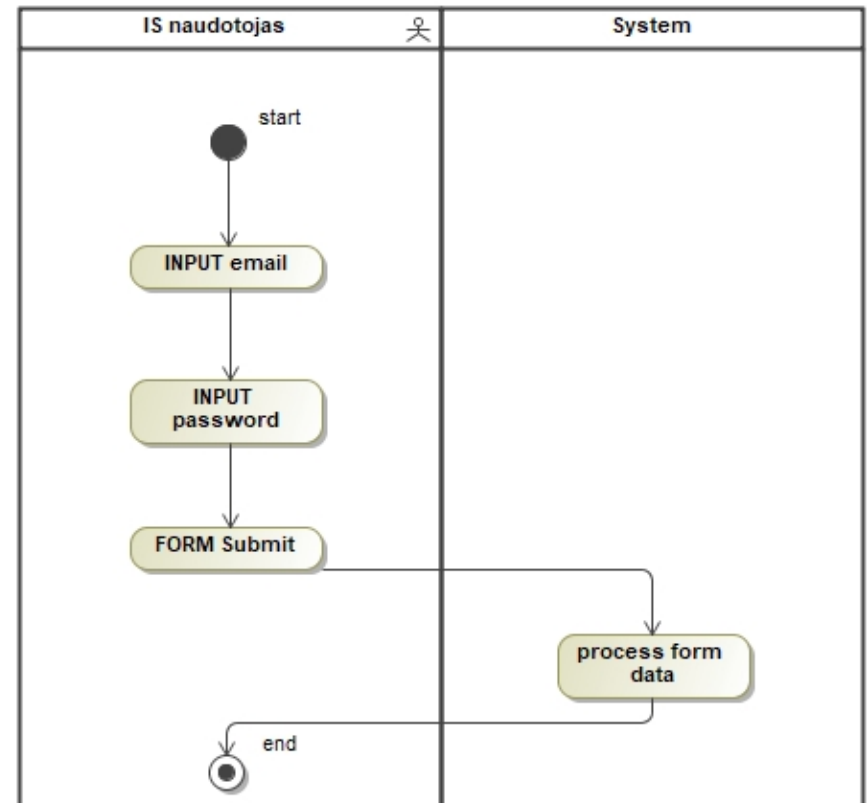 IS naudotojas
System
start
INPUT email
INPUT
password
FORM Submit
process form
data
end